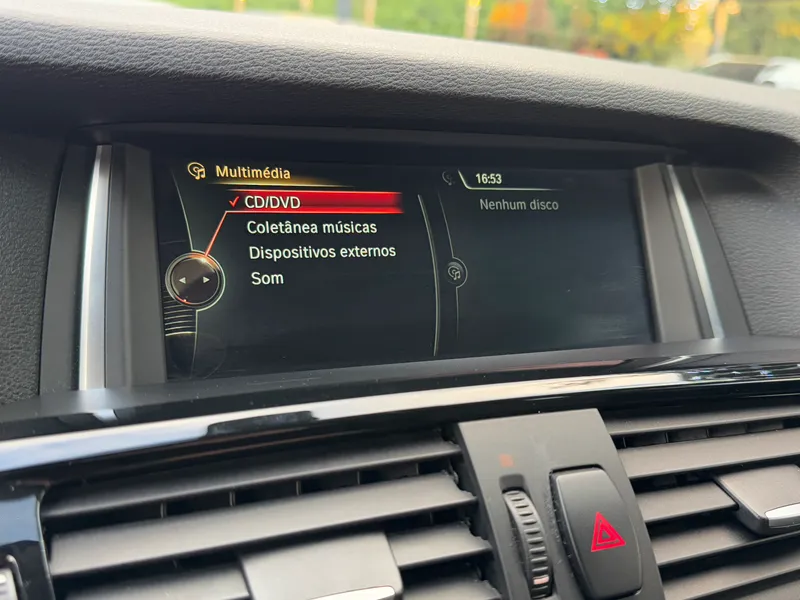 Multimédia
16:53
CD/DVD
Nenhum disco
Coletânea músicas
Dispositivos externos
Som